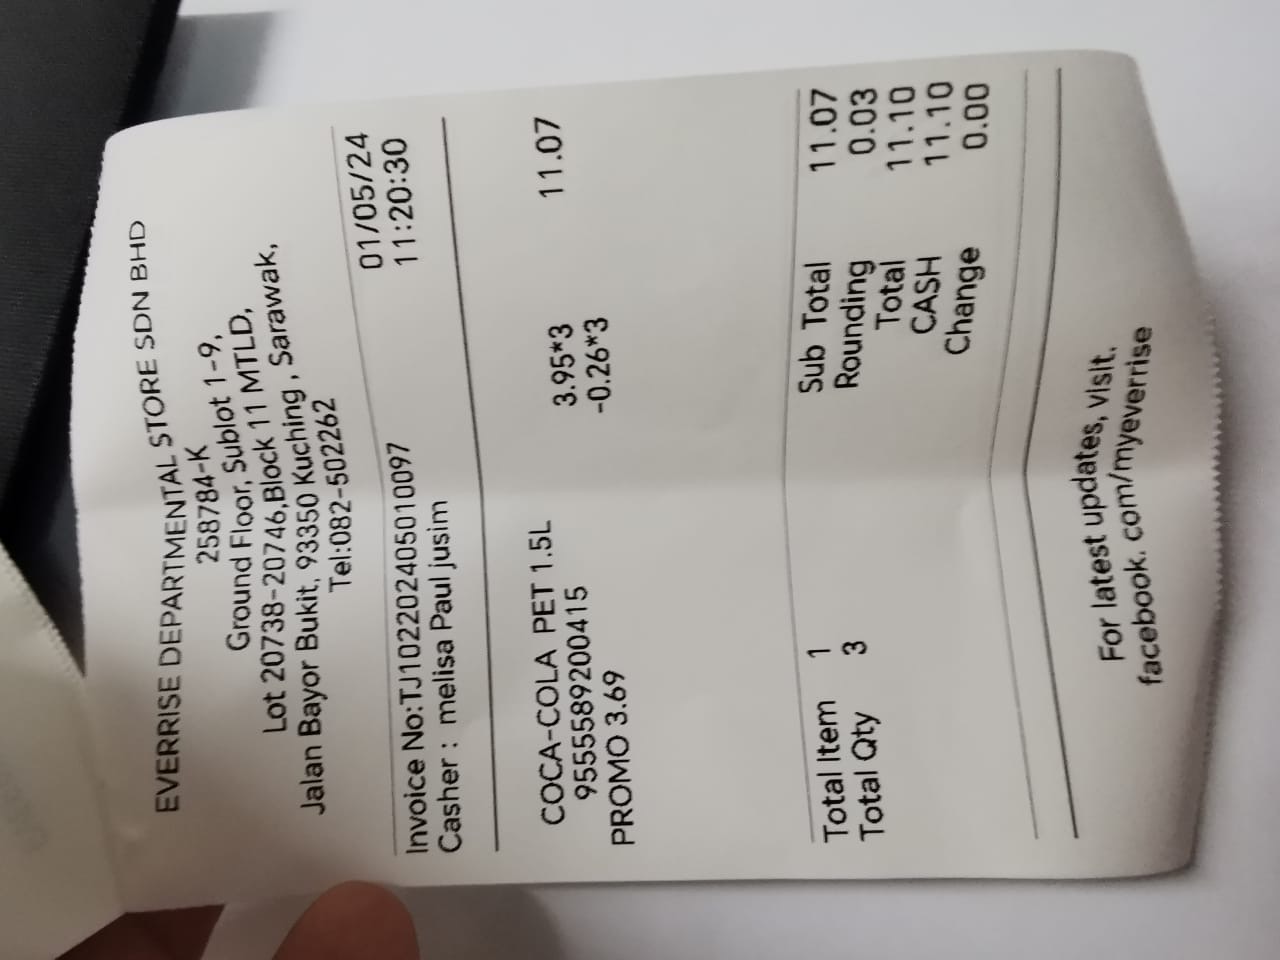 EVERRISE DEPARTMENTAL STORE SDN BHD
258784-K
Ground Floor, Sublot 1-9,
Lot 20738-20746,Block 11 MTLD,
Jalan Bayor Bukit, 93350 Kuching , Sarawak,
Tel:082-502262
01/05/24
Invoice No:TJ102202405010097 11:20:30
Casher : melisa Paul jusim
COCA-COLA PET 1.5L 3.95*3 11.07
9555589200415 -0.26*3
PROMO 3.69
Total Item 1 Sub Total 11.07
Total Qty 3 Rounding 0.03
Total 11.10
CASH 11.10
Change 0.00
For latest updates, visit.
facebook. com/myeverrise